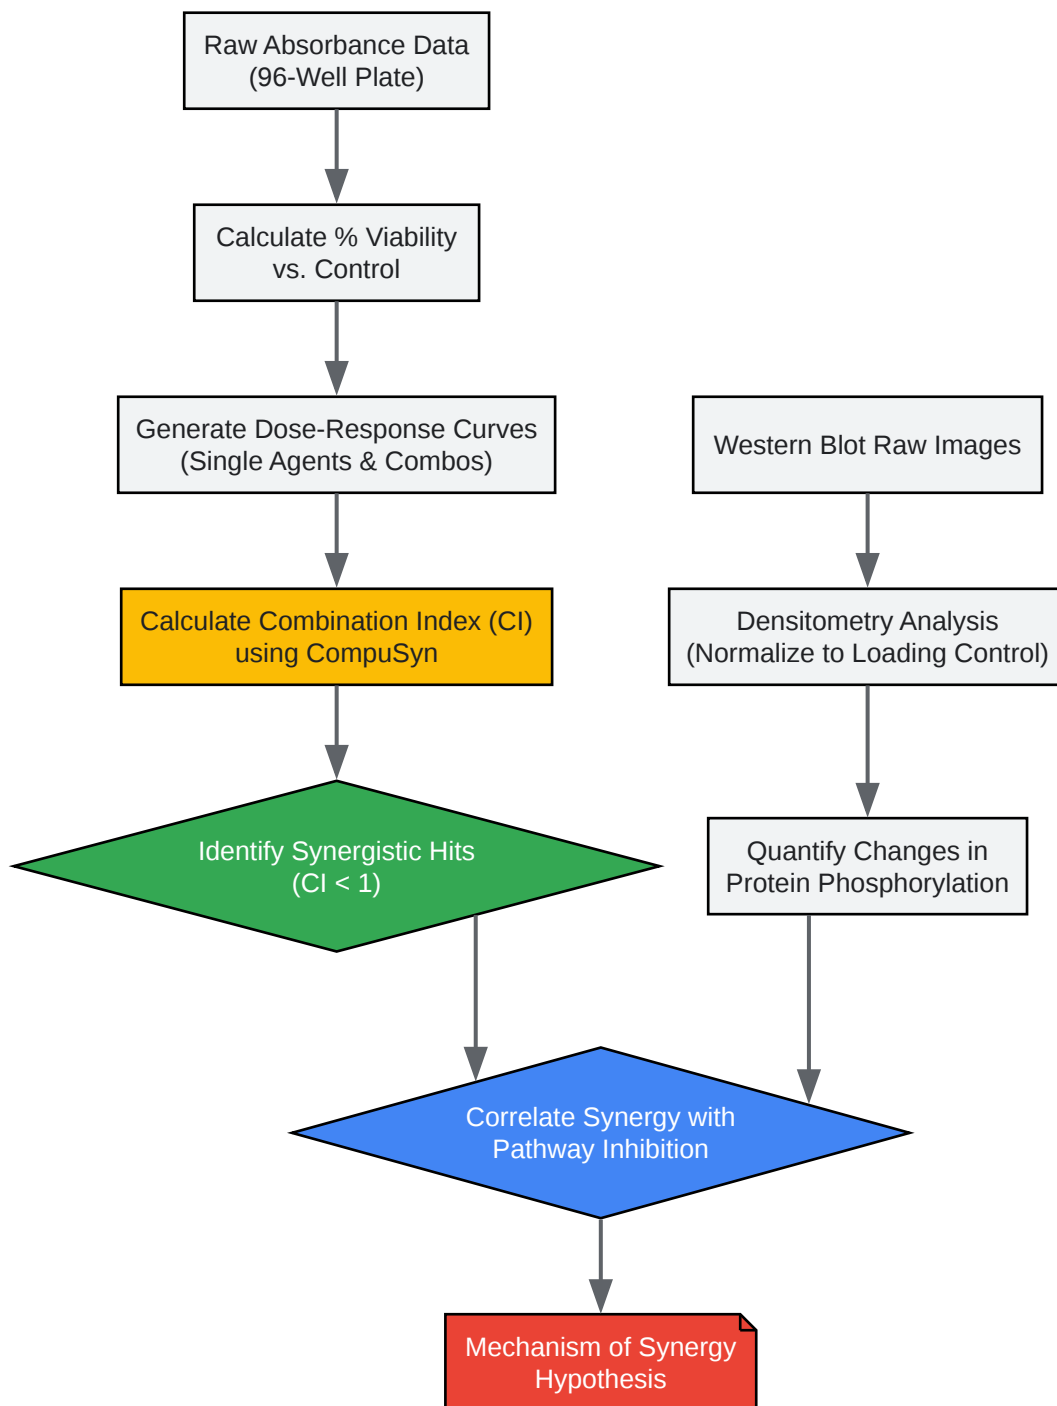 Raw Absorbance Data
(96-Well Plate)
Calculate % Viability
vs. Control
Generate Dose-Response Curves
(Single Agents & Combos)
Western Blot Raw Images
Calculate Combination Index (CI)
using CompuSyn
Densitometry Analysis
(Normalize to Loading Control)
Identify Synergistic Hits
(CI < 1)
Quantify Changes in
Protein Phosphorylation
Correlate Synergy with
Pathway Inhibition
Mechanism of Synergy
Hypothesis